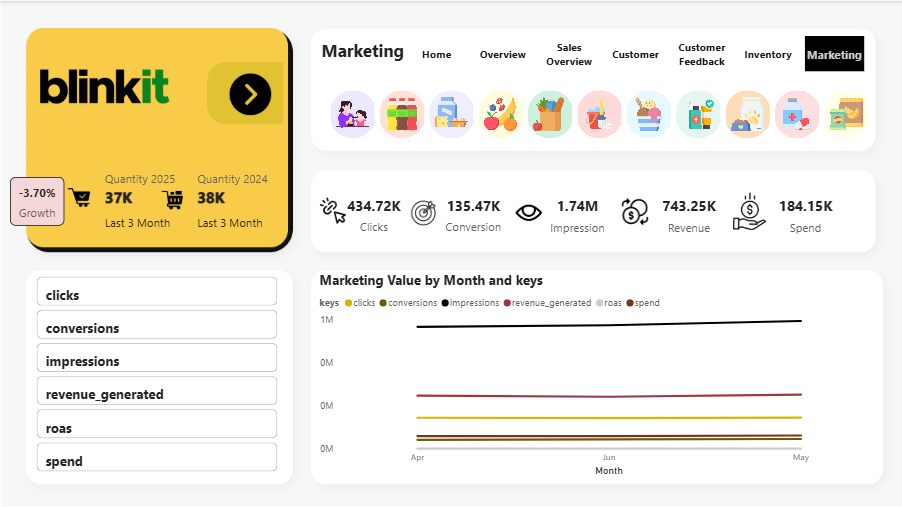 blinkit
-3.70%
Growth
Quantity 2025
37K
Last 3 Month
Quantity 2024
38K
Last 3 Month
Marketing
Home
Overview
Sales
Overview
Customer
Customer
Feedback
Inventory
Marketing
434.72K
Clicks
135.47K
Conversion
1.74M
Impression
743.25K
Revenue
184.15K
Spend
clicks
conversions
impressions
revenue_generated
roas
spend
Marketing Value by Month and keys
keys clicks conversions impressions revenue_generated roas spend
1M
0M
0M
0M
Apr Jun May
Month